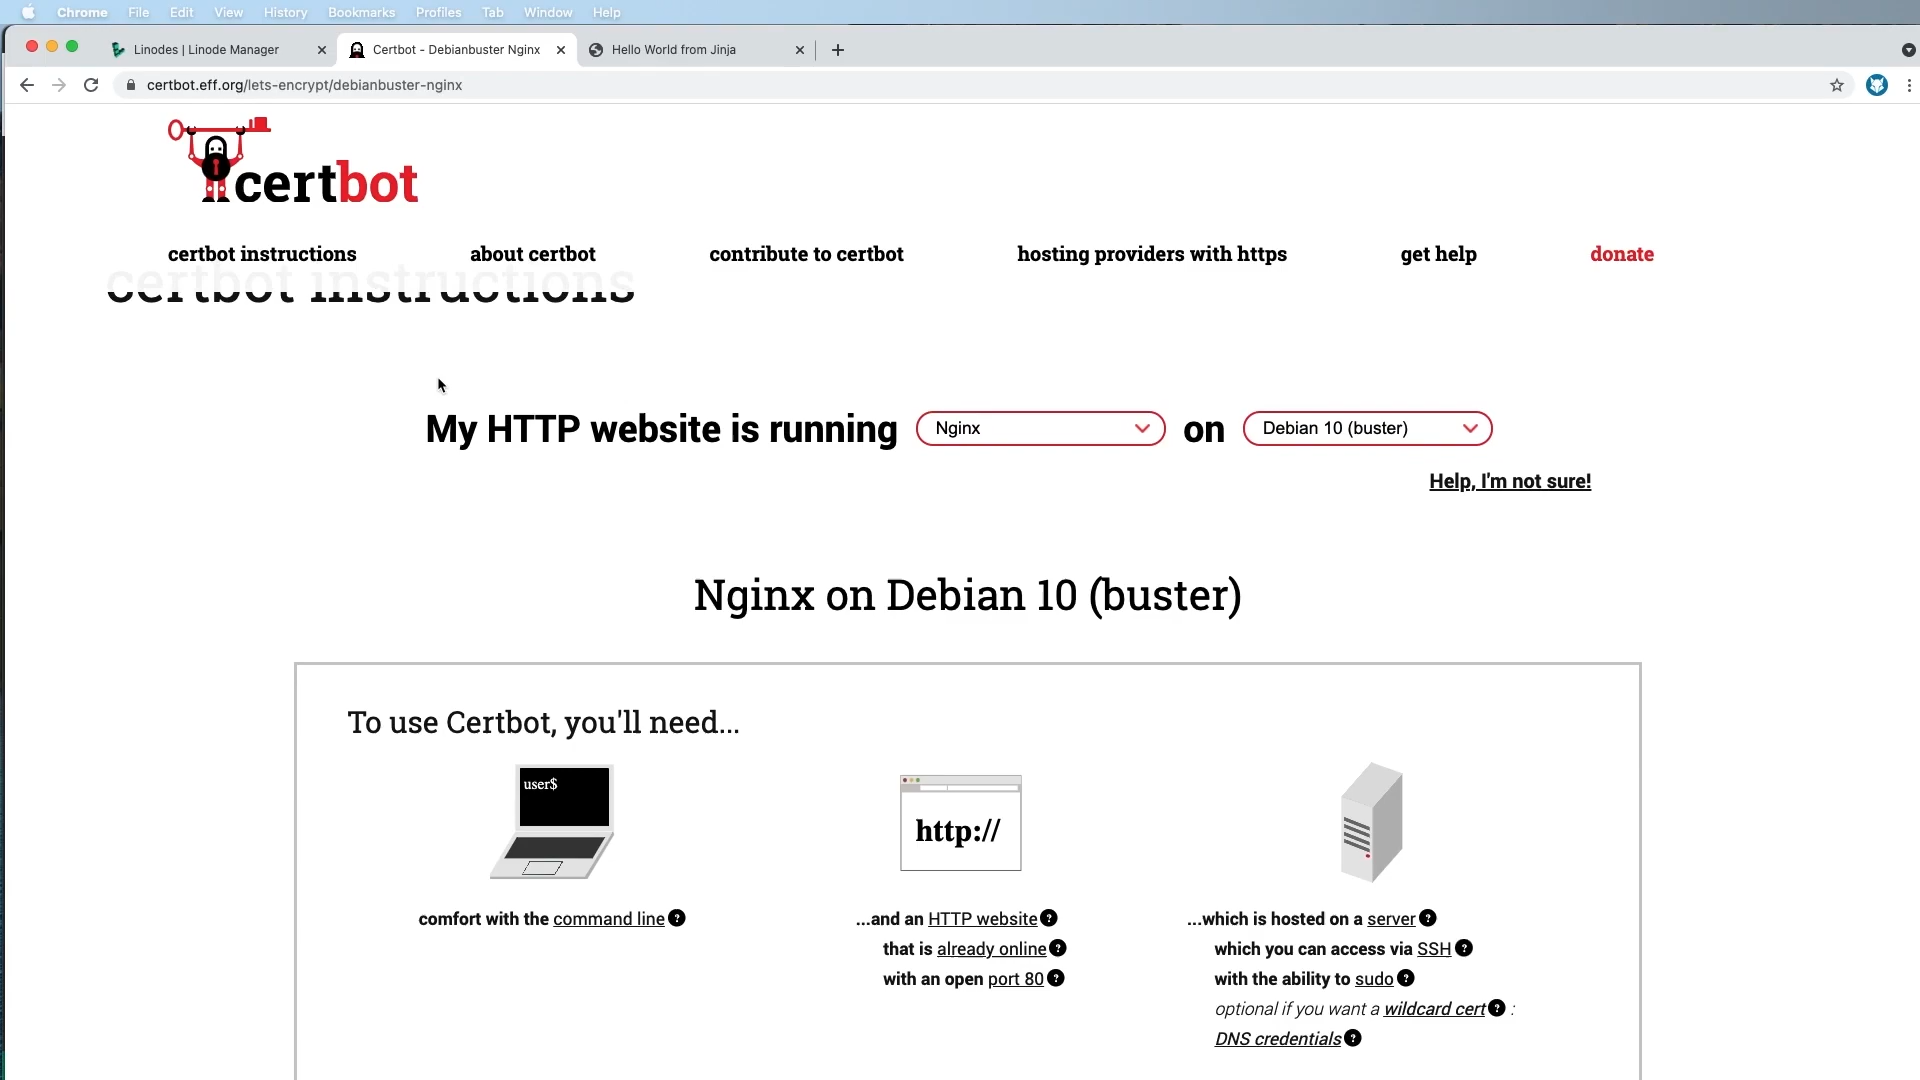 Chrome File Edit View History Bookmarks Profiles Tab Window Help
Linodes | Linode Manager
Certbot - Debianbuster Nginx
Hello World from Jinja
certbot.eff.org/lets-encrypt/debianbuster-nginx
certbot
certbot instructions about certbot contribute to certbot hosting providers with https get help donate
certbot instructions
My HTTP website is running Nginx on Debian 10 (buster)
Help, I'm not sure!
Nginx on Debian 10 (buster)
To use Certbot, you'll need...
user$
http://
comfort with the command line ?
...and an HTTP website ?
that is already online ?
with an open port 80 ?
...which is hosted on a server ?
which you can access via SSH ?
with the ability to sudo ?
optional if you want a wildcard cert ? :
DNS credentials ?